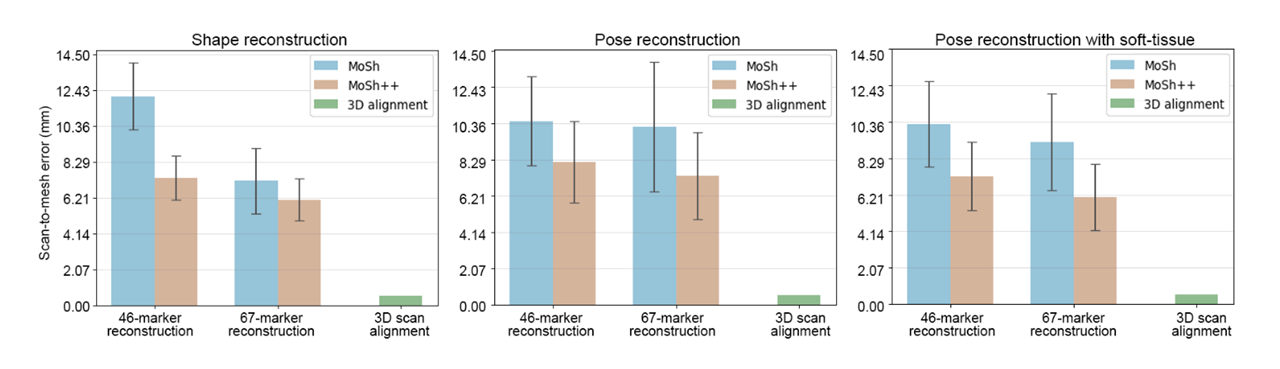 Shape reconstruction
Scan-to-mesh error (mm)
14.50
12.43
10.36
8.29
6.21
4.14
2.07
0.00
MoSh
MoSh++
3D alignment
46-marker
reconstruction
67-marker
reconstruction
3D scan
alignment
Pose reconstruction
14.50
12.43
10.36
8.29
6.21
4.14
2.07
0.00
MoSh
MoSh++
3D alignment
46-marker
reconstruction
67-marker
reconstruction
3D scan
alignment
Pose reconstruction with soft-tissue
14.50
12.43
10.36
8.29
6.21
4.14
2.07
0.00
MoSh
MoSh++
3D alignment
46-marker
reconstruction
67-marker
reconstruction
3D scan
alignment